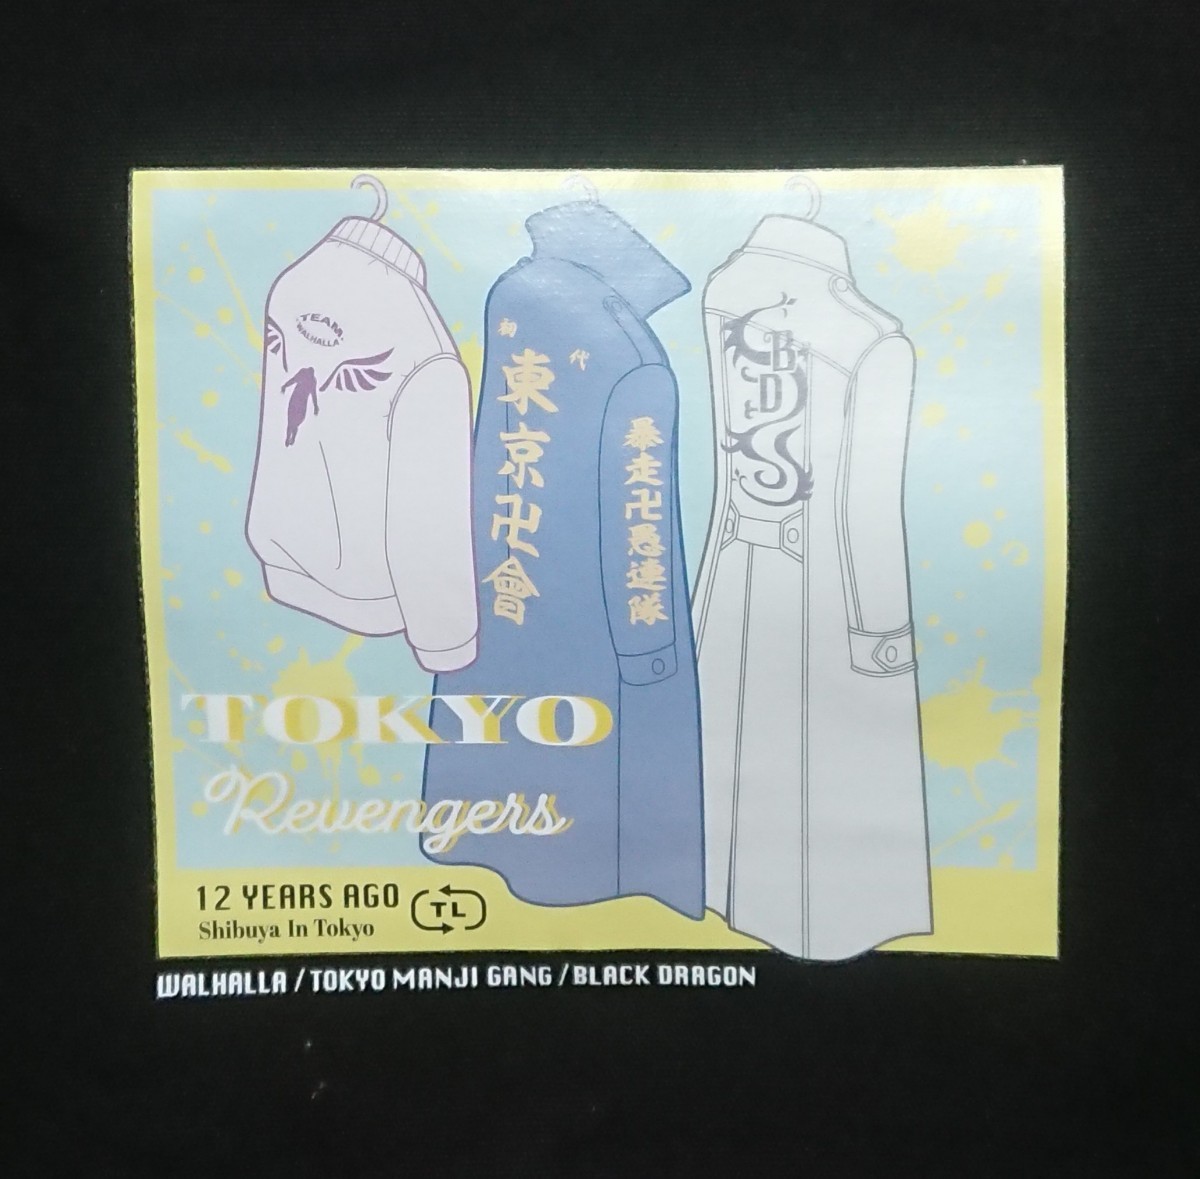 TEAM
WALHALLA
初代
東京卍會
暴走卍愚連隊
BDS
TOKYO
Revengers
12 YEARS AGO
TL
Shibuya In Tokyo
WALHALLA / TOKYO MANJI GANG / BLACK DRAGON